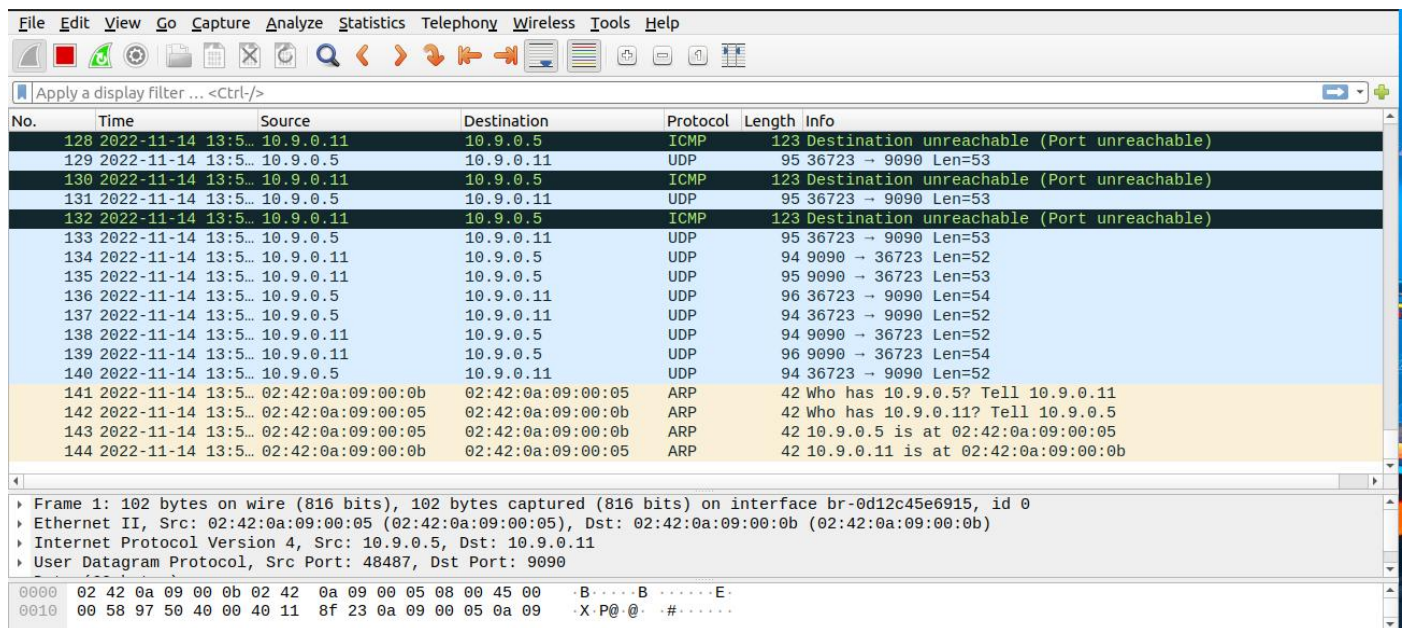 File Edit View Go Capture Analyze Statistics Telephony Wireless Tools Help
Apply a display filter … <Ctrl-/>
No. Time Source Destination Protocol Length Info
128 2022-11-14 13:5… 10.9.0.11 10.9.0.5 ICMP 123 Destination unreachable (Port unreachable)
129 2022-11-14 13:5… 10.9.0.5 10.9.0.11 UDP 95 36723 → 9090 Len=53
130 2022-11-14 13:5… 10.9.0.11 10.9.0.5 ICMP 123 Destination unreachable (Port unreachable)
131 2022-11-14 13:5… 10.9.0.5 10.9.0.11 UDP 95 36723 → 9090 Len=53
132 2022-11-14 13:5… 10.9.0.11 10.9.0.5 ICMP 123 Destination unreachable (Port unreachable)
133 2022-11-14 13:5… 10.9.0.5 10.9.0.11 UDP 95 36723 → 9090 Len=53
134 2022-11-14 13:5… 10.9.0.11 10.9.0.5 UDP 94 9090 → 36723 Len=52
135 2022-11-14 13:5… 10.9.0.11 10.9.0.5 UDP 95 9090 → 36723 Len=53
136 2022-11-14 13:5… 10.9.0.5 10.9.0.11 UDP 96 36723 → 9090 Len=54
137 2022-11-14 13:5… 10.9.0.5 10.9.0.11 UDP 94 36723 → 9090 Len=52
138 2022-11-14 13:5… 10.9.0.11 10.9.0.5 UDP 94 9090 → 36723 Len=52
139 2022-11-14 13:5… 10.9.0.11 10.9.0.5 UDP 96 9090 → 36723 Len=54
140 2022-11-14 13:5… 10.9.0.5 10.9.0.11 UDP 94 36723 → 9090 Len=52
141 2022-11-14 13:5… 02:42:0a:09:00:0b 02:42:0a:09:00:05 ARP 42 Who has 10.9.0.5? Tell 10.9.0.11
142 2022-11-14 13:5… 02:42:0a:09:00:05 02:42:0a:09:00:0b ARP 42 Who has 10.9.0.11? Tell 10.9.0.5
143 2022-11-14 13:5… 02:42:0a:09:00:05 02:42:0a:09:00:0b ARP 42 10.9.0.5 is at 02:42:0a:09:00:05
144 2022-11-14 13:5… 02:42:0a:09:00:0b 02:42:0a:09:00:05 ARP 42 10.9.0.11 is at 02:42:0a:09:00:0b
Frame 1: 102 bytes on wire (816 bits), 102 bytes captured (816 bits) on interface br-0d12c45e6915, id 0
Ethernet II, Src: 02:42:0a:09:00:05 (02:42:0a:09:00:05), Dst: 02:42:0a:09:00:0b (02:42:0a:09:00:0b)
Internet Protocol Version 4, Src: 10.9.0.5, Dst: 10.9.0.11
User Datagram Protocol, Src Port: 48487, Dst Port: 9090
0000 02 42 0a 09 00 0b 02 42 0a 09 00 05 08 00 45 00 ·B·····B ······E·
0010 00 58 97 50 40 00 40 11 8f 23 0a 09 00 05 0a 09 ·X·P@·@· ·#······